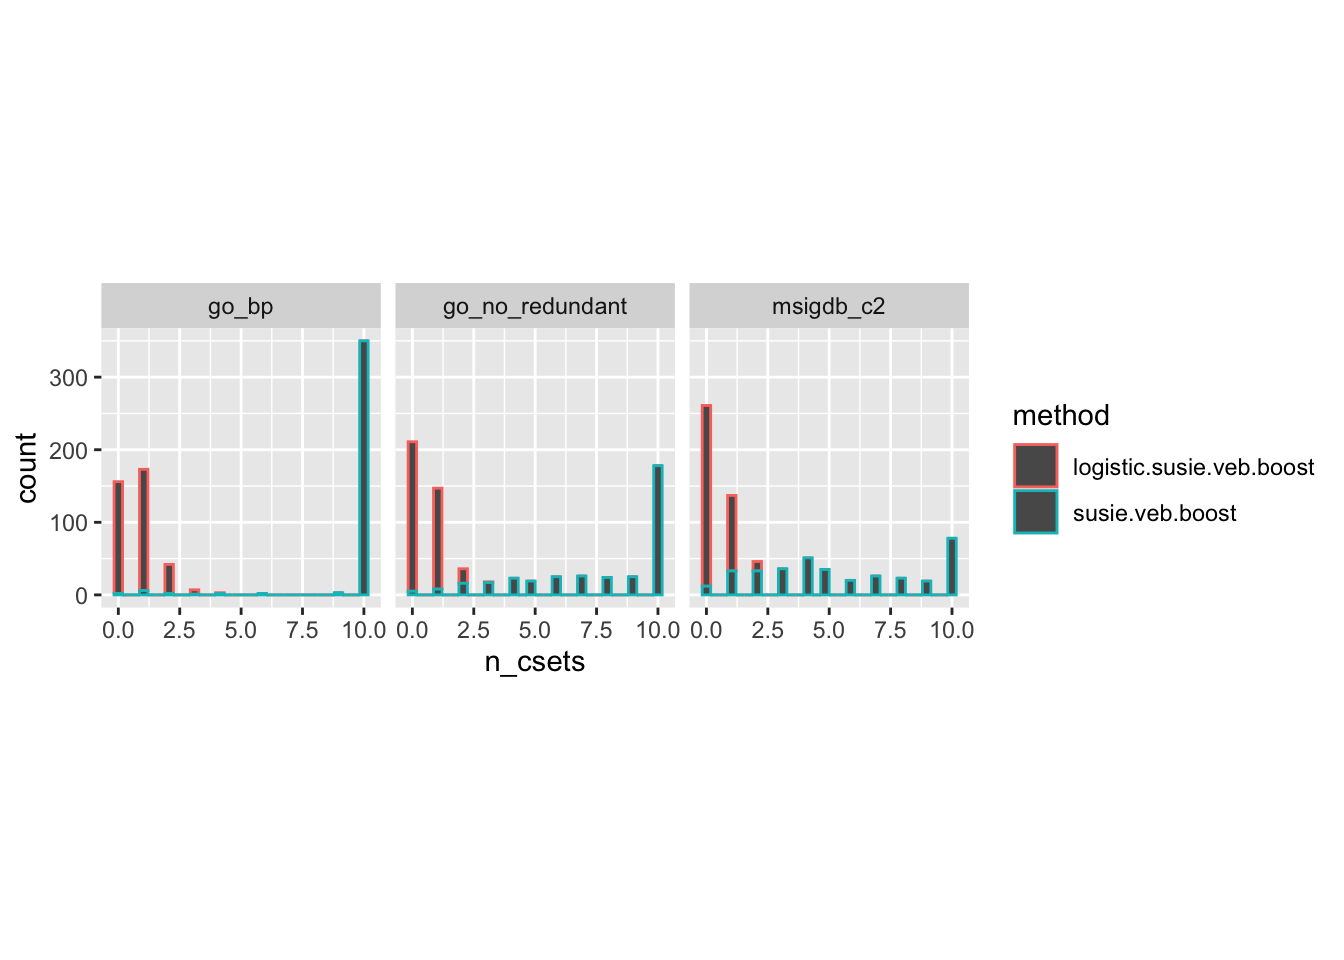 go_bp go_no_redundant msigdb_c2
300
200
100
0
0.0 2.5 5.0 7.5 10.0 0.0 2.5 5.0 7.5 10.0 0.0 2.5 5.0 7.5 10.0
n_csets
count
method
logistic.susie.veb.boost
susie.veb.boost